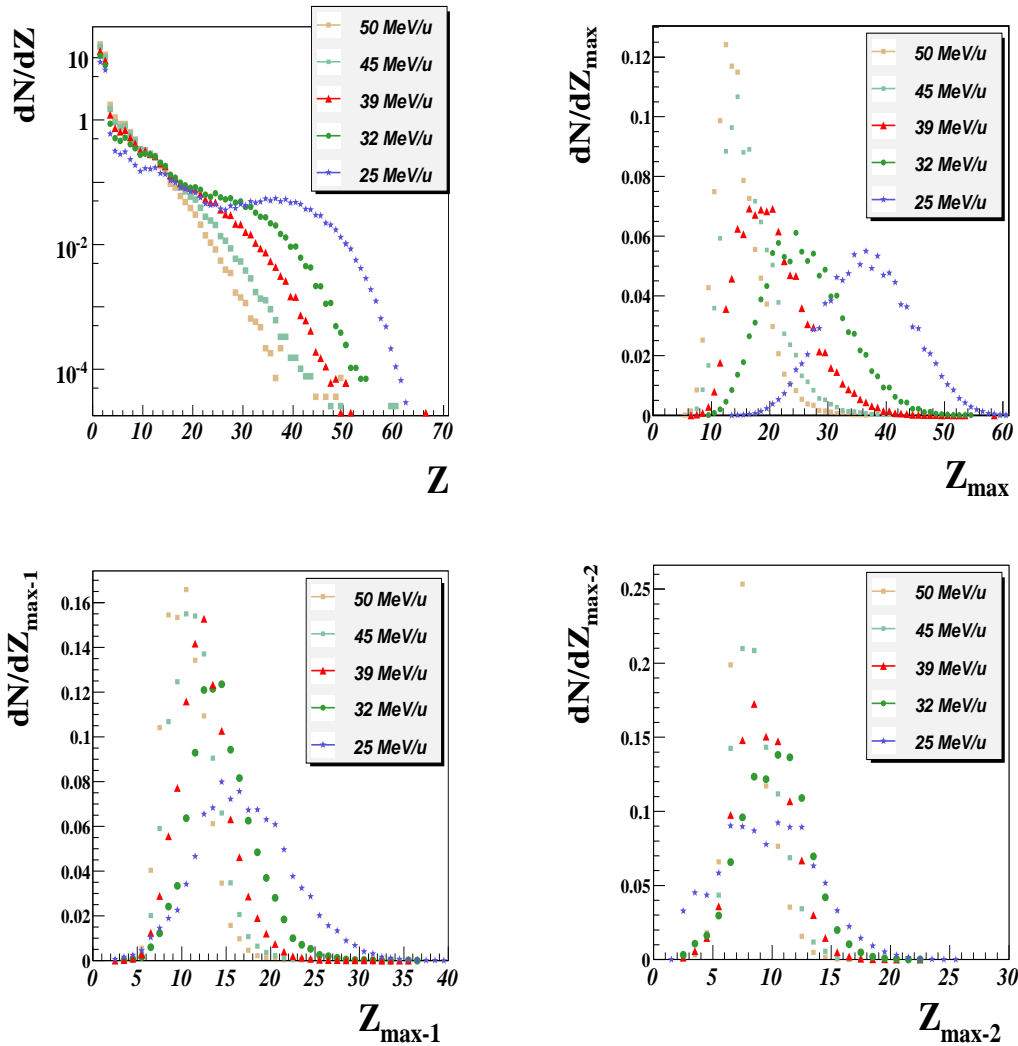 dN/dZ
50 MeV/u
45 MeV/u
39 MeV/u
32 MeV/u
25 MeV/u
10
1
10^-2
10^-4
0 10 20 30 40 50 60 70
Z
dN/dZ_max
50 MeV/u
45 MeV/u
39 MeV/u
32 MeV/u
25 MeV/u
0.12
0.1
0.08
0.06
0.04
0.02
0
0 10 20 30 40 50 60
Z_max
dN/dZ_max-1
50 MeV/u
45 MeV/u
39 MeV/u
32 MeV/u
25 MeV/u
0.16
0.14
0.12
0.1
0.08
0.06
0.04
0.02
0
0 5 10 15 20 25 30 35 40
Z_max-1
dN/dZ_max-2
50 MeV/u
45 MeV/u
39 MeV/u
32 MeV/u
25 MeV/u
0.25
0.2
0.15
0.1
0.05
0
0 5 10 15 20 25 30
Z_max-2